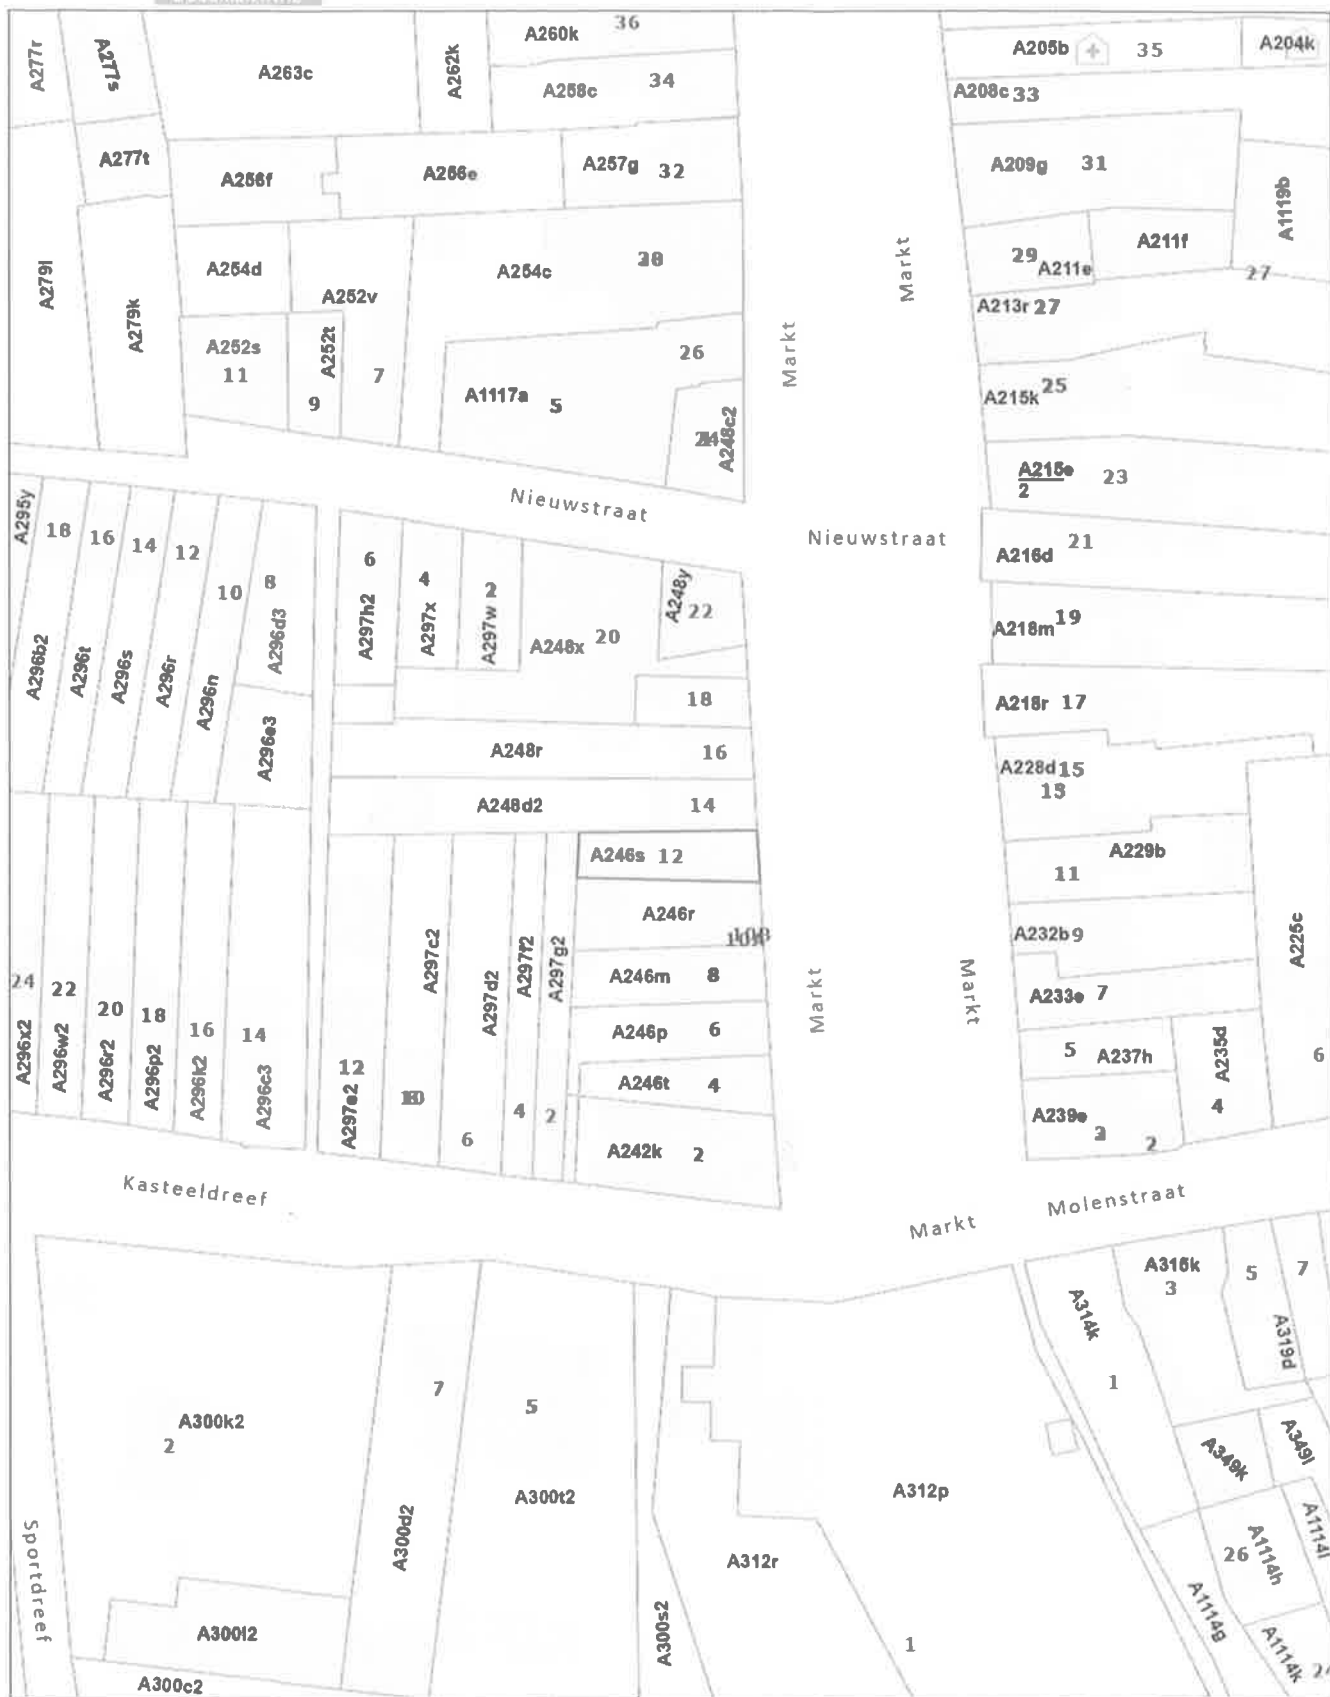 A277r
A277s
A263c
A262k
A260k 36
A258c 34
A205b 35
A204k
A208c 33
A277t
A256f
A256e
A257g 32
A209g 31
A1119b
A279l
A279k
A254d
A252v
A254c
29
A211e
A211f
27
A213r 27
Markt
Markt
A252s
11
A252t
9
7
A1117a 5
26
A248c2
A215k 25
A215e
2
23
Nieuwstraat
Nieuwstraat
A216d 21
A218m 19
A218r 17
A295y
18
A296b2
16
A296t
14
A296s
12
A296r
10
A296n
8
A296d3
A296e3
6
A297h2
4
A297x
2
A297w
A248x 20
A248y
22
18
A248r 16
A248d2 14
A228d 15
13
A229b
11
A246s 12
A246r
A246m 8
A246p 6
A246t 4
A242k 2
A232b 9
A233e 7
5 A237h
A235d
4
A239e
2
A225c
6
Markt
Markt
24
A296x2
22
A296w2
20
A296r2
18
A296p2
16
A296k2
14
A296c3
12
A297e2
A297c2
A297d2
6
A297f2
4
A297g2
2
Kasteeldreef
Markt
Molenstraat
A300k2
2
7
A300d2
5
A300t2
A300l2
A300c2
Sportdreef
A300s2
A312r
A312p
1
A314k
1
A315k
3
5
7
A319d
A349k
A349l
26
A1114h
A1114l
A1114g
A1114k